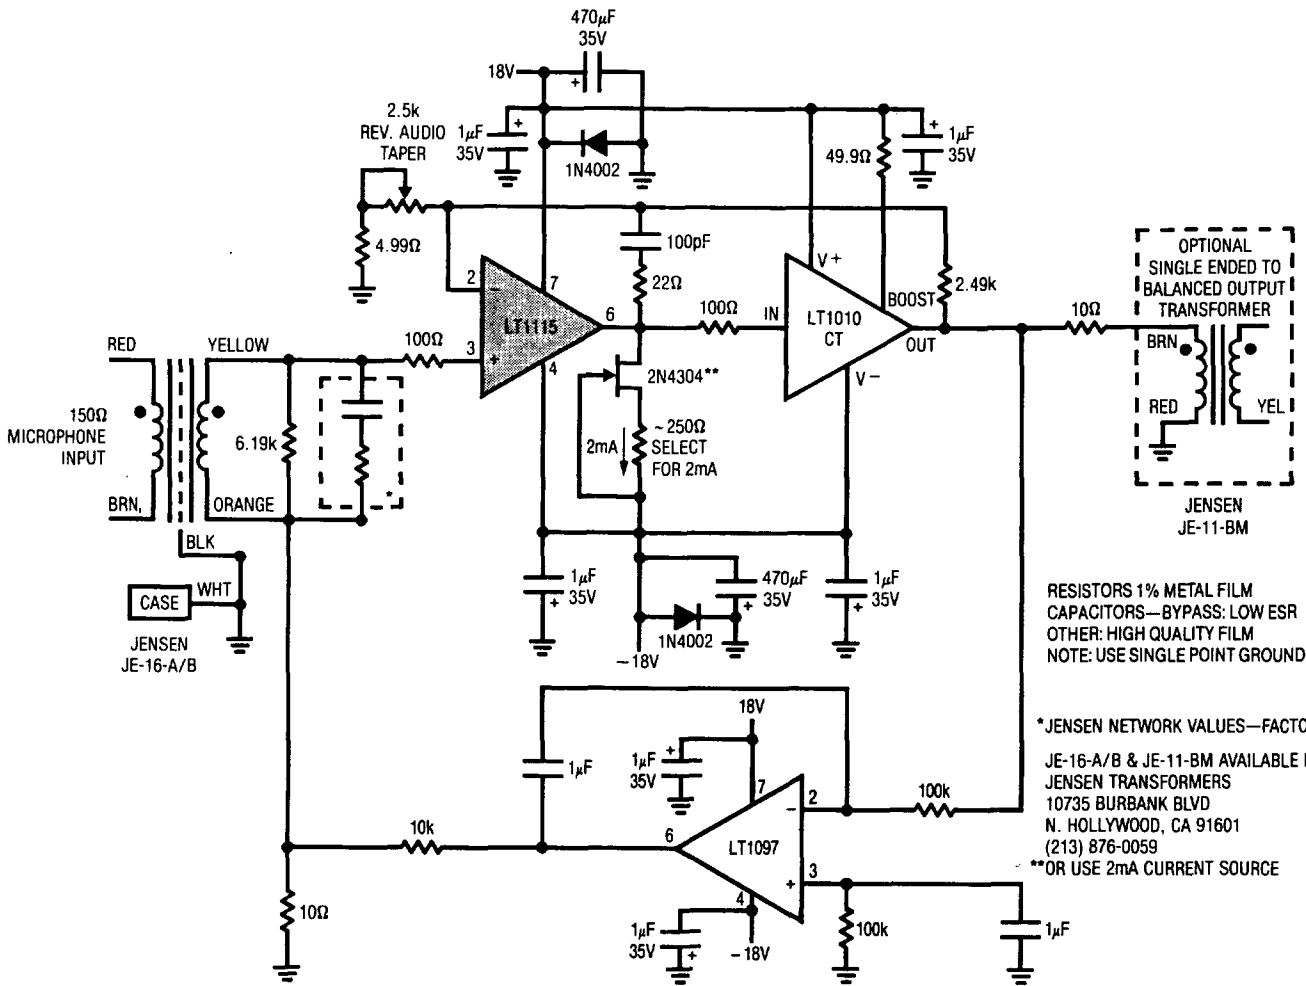 470µF
35V
18V
2.5k
REV. AUDIO
TAPER
1µF
35V
+
+
1N4002
49.9Ω
+
1µF
35V
4.99Ω
100pF
22Ω
2
−
7
LT1115
6
3
+
4
100Ω
100Ω
IN
V+
BOOST
LT1010
CT
OUT
V−
2.49k
10Ω
OPTIONAL
SINGLE ENDED TO
BALANCED OUTPUT
TRANSFORMER
BRN
RED
YEL
JENSEN
JE-11-BM
RED
YELLOW
150Ω
MICROPHONE
INPUT
6.19k
*
BRN,
ORANGE
BLK
WHT
CASE
JENSEN
JE-16-A/B
2N4304**
2mA
~250Ω
SELECT
FOR 2mA
1µF
35V
+
470µF
35V
+
1µF
35V
+
1N4002
−18V
RESISTORS 1% METAL FILM
CAPACITORS—BYPASS: LOW ESR
OTHER: HIGH QUALITY FILM
NOTE: USE SINGLE POINT GROUND
*JENSEN NETWORK VALUES—FACTO
JE-16-A/B & JE-11-BM AVAILABLE
JENSEN TRANSFORMERS
10735 BURBANK BLVD
N. HOLLYWOOD, CA 91601
(213) 876-0059
**OR USE 2mA CURRENT SOURCE
18V
1µF
1µF
35V
+
7
2
−
100k
10k
6
LT1097
3
+
4
10Ω
1µF
35V
+
−18V
100k
1µF